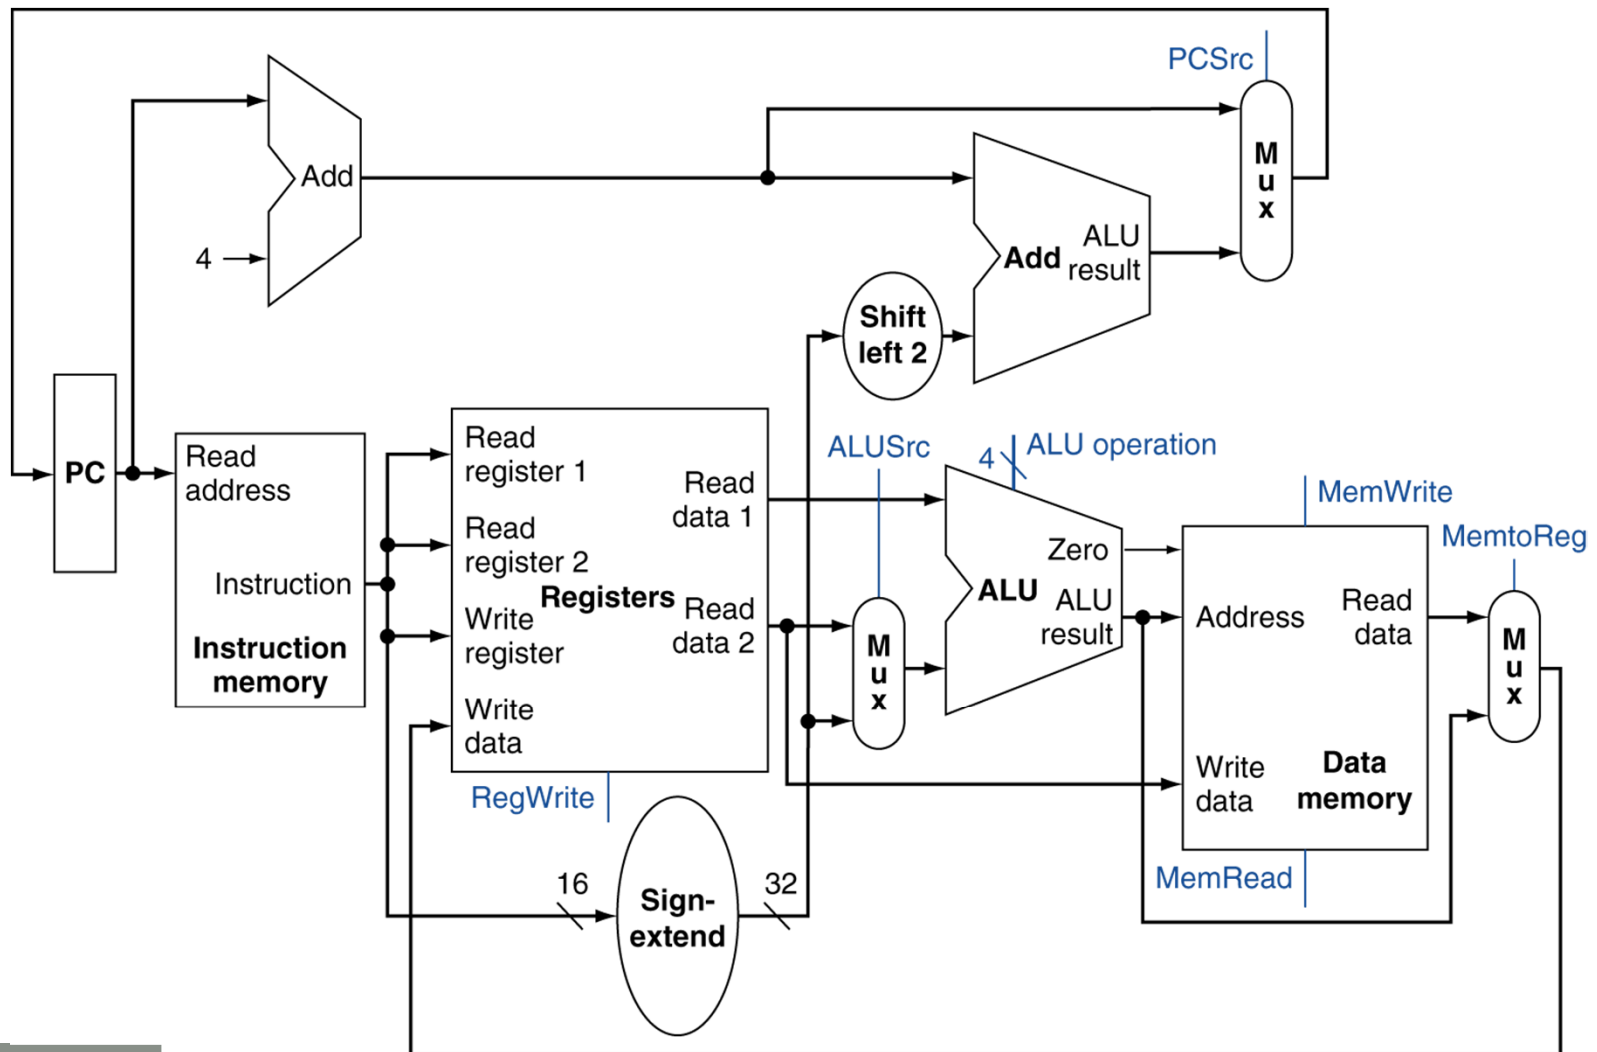 PCSrc
M
u
x
Add
4
ALU
result
Add
Shift
left 2
PC
Read
address
Instruction
Instruction
memory
Read
register 1
Read
register 2
Write
register
Write
data
Registers
Read
data 1
Read
data 2
RegWrite
16
Sign-
extend
32
ALUSrc
M
u
x
4
ALU operation
Zero
ALU
ALU
result
MemWrite
Address
Read
data
Write
data
Data
memory
MemRead
MemtoReg
M
u
x